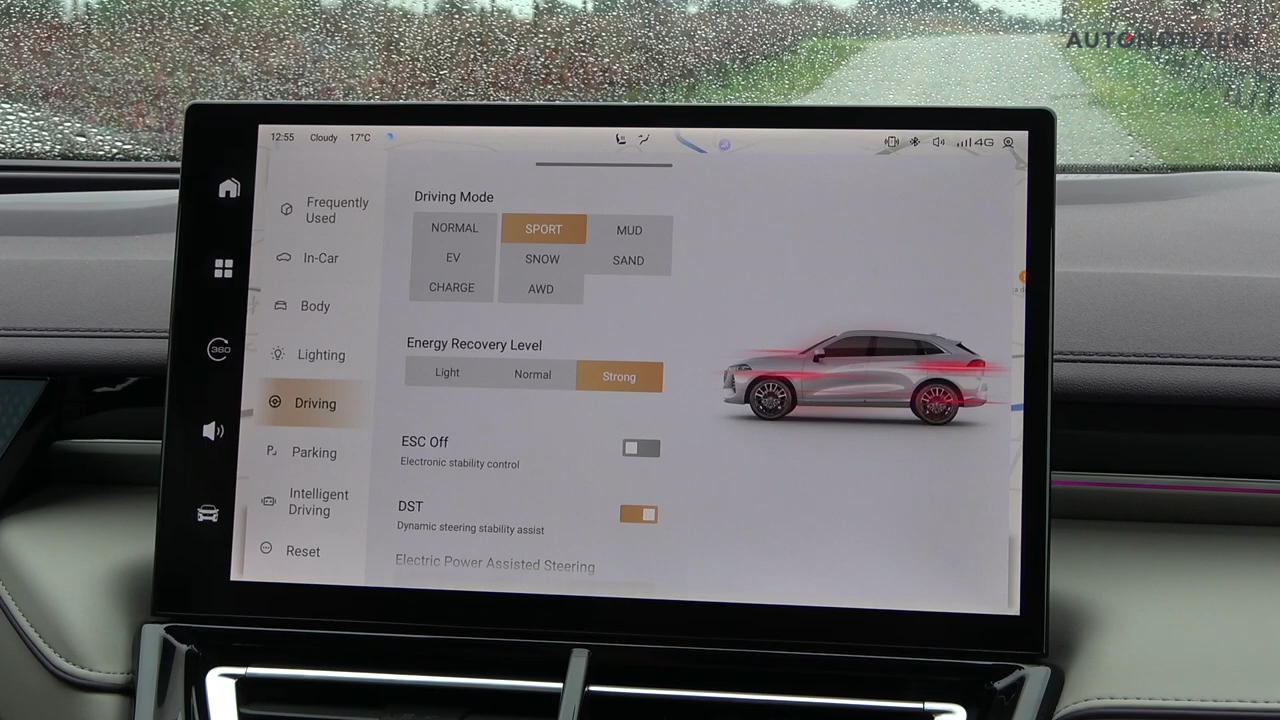 AUTONOTIZEN
12:55 Cloudy 17°C
4G
Driving Mode
NORMAL SPORT MUD
EV SNOW SAND
CHARGE AWD
Frequently
Used
In-Car
Body
Lighting
Driving
Parking
Intelligent
Driving
Reset
360
Energy Recovery Level
Light Normal Strong
ESC Off
Electronic stability control
DST
Dynamic steering stability assist
Electric Power Assisted Steering